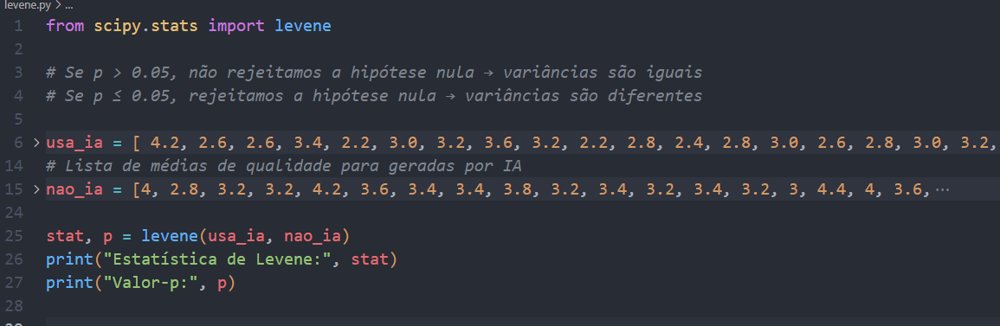 levene.py > ...
1 from scipy.stats import levene
2
3 # Se p > 0.05, não rejeitamos a hipótese nula → variâncias são iguais
4 # Se p ≤ 0.05, rejeitamos a hipótese nula → variâncias são diferentes
5
6 > usa_ia = [ 4.2, 2.6, 2.6, 3.4, 2.2, 3.0, 3.2, 3.6, 3.2, 2.2, 2.8, 2.4, 2.8, 3.0, 2.6, 2.8, 3.0, 3.2,
14 # Lista de médias de qualidade para geradas por IA
15 > nao_ia = [4, 2.8, 3.2, 3.2, 4.2, 3.6, 3.4, 3.4, 3.8, 3.2, 3.4, 3.2, 3.4, 3.2, 3, 4.4, 4, 3.6,⋯
24
25 stat, p = levene(usa_ia, nao_ia)
26 print("Estatística de Levene:", stat)
27 print("Valor-p:", p)
28